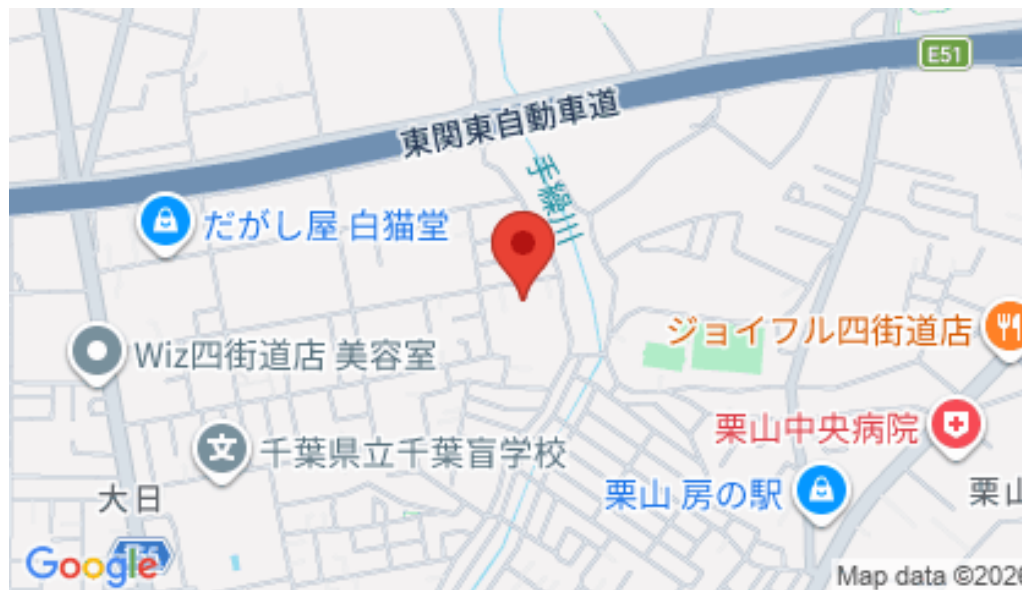 E51
東関東自動車道
手繰川
だがし屋 白猫堂
ジョイフル四街道店
Wiz四街道店 美容室
栗山中央病院
千葉県立千葉盲学校
栗山 房の駅
栗山
大日
Google
Map data ©2026